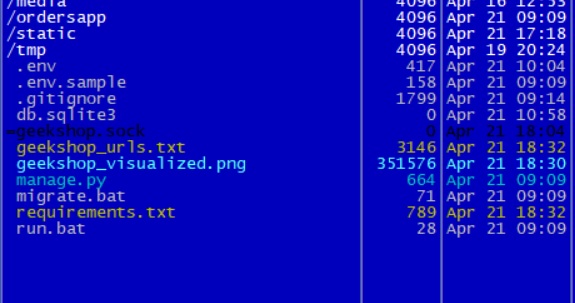 /media 4096 Apr 16 12:55
/ordersapp 4096 Apr 21 09:09
/static 4096 Apr 21 17:18
/tmp 4096 Apr 19 20:24
.env 417 Apr 21 10:04
.env.sample 158 Apr 21 09:09
.gitignore 1799 Apr 21 09:14
db.sqlite3 0 Apr 21 10:58
=geekshop.sock 0 Apr 21 18:04
geekshop_urls.txt 3146 Apr 21 18:32
geekshop_visualized.png 351576 Apr 21 18:30
manage.py 664 Apr 21 09:09
migrate.bat 71 Apr 21 09:09
requirements.txt 789 Apr 21 18:32
run.bat 28 Apr 21 09:09